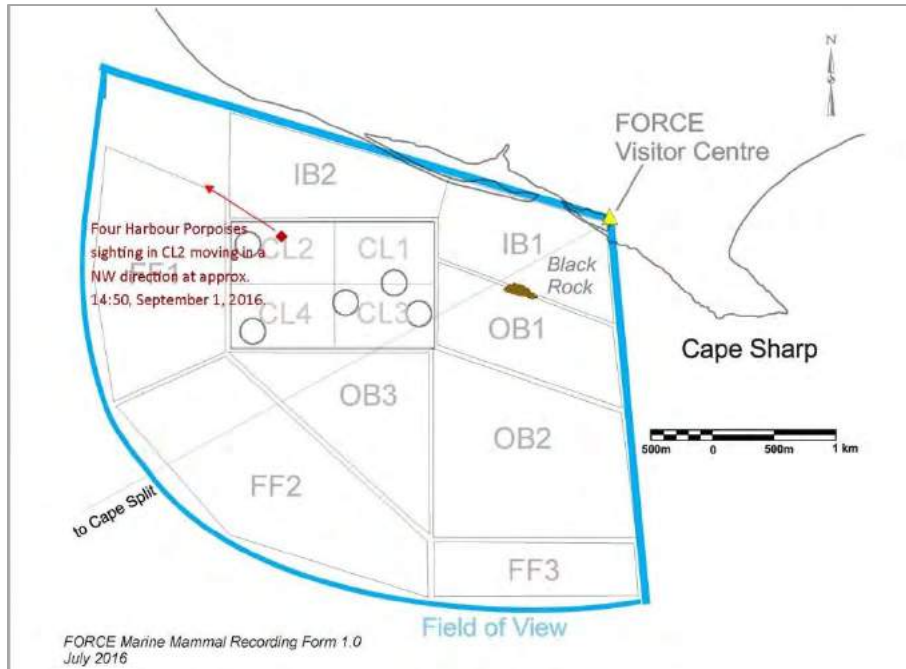 N
S
FORCE
Visitor Centre
IB2
IB1
Four Harbour Porpoises
sighting in CL2 moving in a
NW direction at approx.
14:50, September 1, 2016.
FF1
CL2
CL1
CL4
CL3
Black
Rock
OB1
Cape Sharp
OB3
OB2
500m
0
500m
1 km
FF2
to Cape Split
FF3
Field of View
FORCE Marine Mammal Recording Form 1.0
July 2016